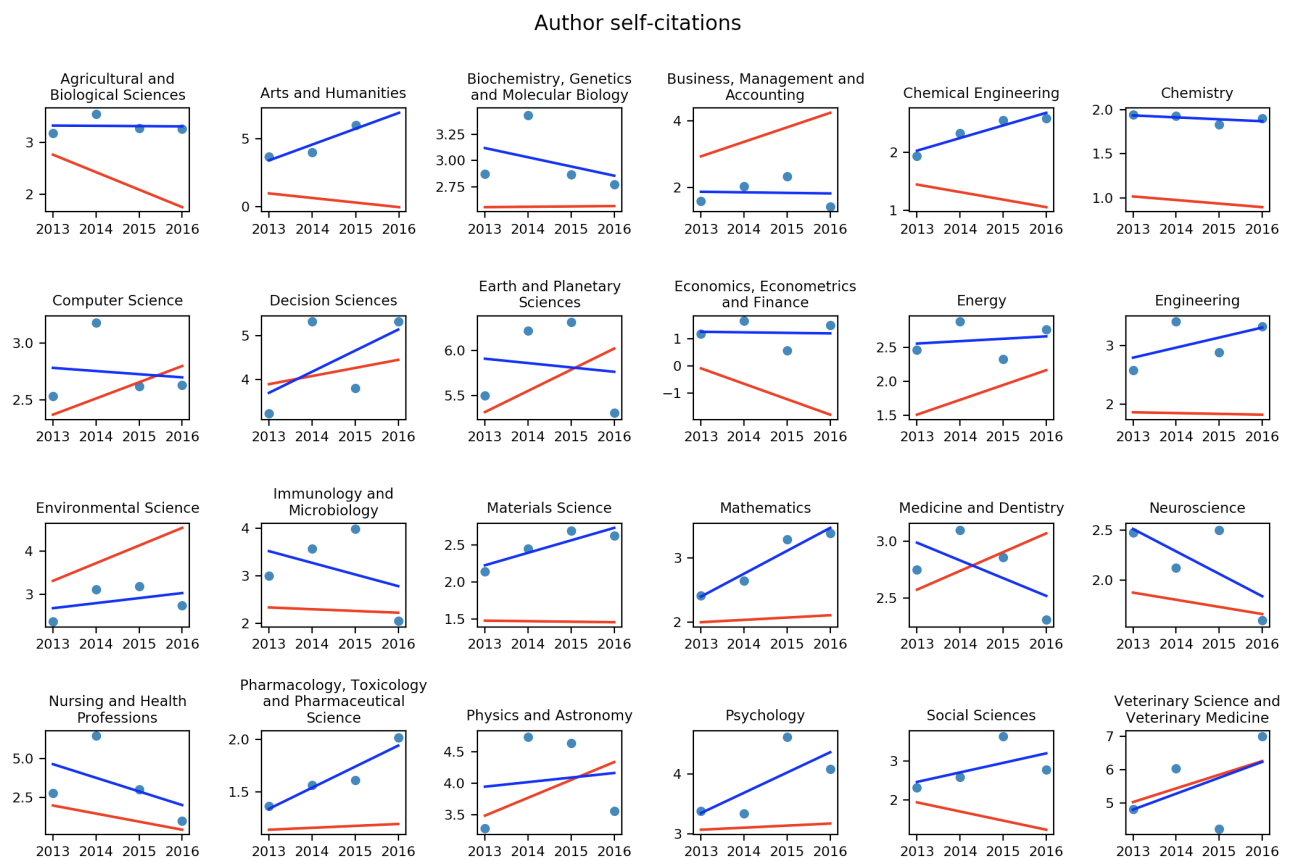 Author self-citations
Agricultural and
Biological Sciences
3
2
2013 2014 2015 2016
Arts and Humanities
5
0
2013 2014 2015 2016
Biochemistry, Genetics
and Molecular Biology
3.25
3.00
2.75
2013 2014 2015 2016
Business, Management and
Accounting
4
2
2013 2014 2015 2016
Chemical Engineering
2
1
2013 2014 2015 2016
Chemistry
2.0
1.5
1.0
2013 2014 2015 2016
Computer Science
3.0
2.5
2013 2014 2015 2016
Decision Sciences
5
4
2013 2014 2015 2016
Earth and Planetary
Sciences
6.0
5.5
2013 2014 2015 2016
Economics, Econometrics
and Finance
1
0
−1
2013 2014 2015 2016
Energy
2.5
2.0
1.5
2013 2014 2015 2016
Engineering
3
2
2013 2014 2015 2016
Environmental Science
4
3
2013 2014 2015 2016
Immunology and
Microbiology
4
3
2
2013 2014 2015 2016
Materials Science
2.5
2.0
1.5
2013 2014 2015 2016
Mathematics
3
2
2013 2014 2015 2016
Medicine and Dentistry
3.0
2.5
2013 2014 2015 2016
Neuroscience
2.5
2.0
2013 2014 2015 2016
Nursing and Health
Professions
5.0
2.5
2013 2014 2015 2016
Pharmacology, Toxicology
and Pharmaceutical
Science
2.0
1.5
2013 2014 2015 2016
Physics and Astronomy
4.5
4.0
3.5
2013 2014 2015 2016
Psychology
4
3
2013 2014 2015 2016
Social Sciences
3
2
2013 2014 2015 2016
Veterinary Science and
Veterinary Medicine
7
6
5
2013 2014 2015 2016